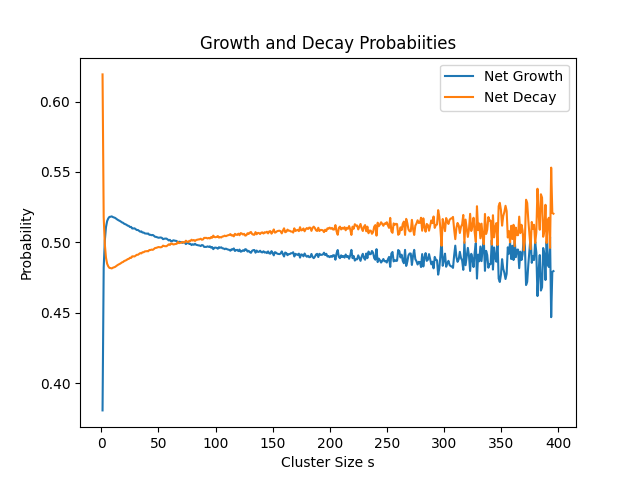 Growth and Decay Probabiities
Net Growth
Net Decay
0.60
0.55
0.50
0.45
0.40
Probability
0 50 100 150 200 250 300 350 400
Cluster Size s